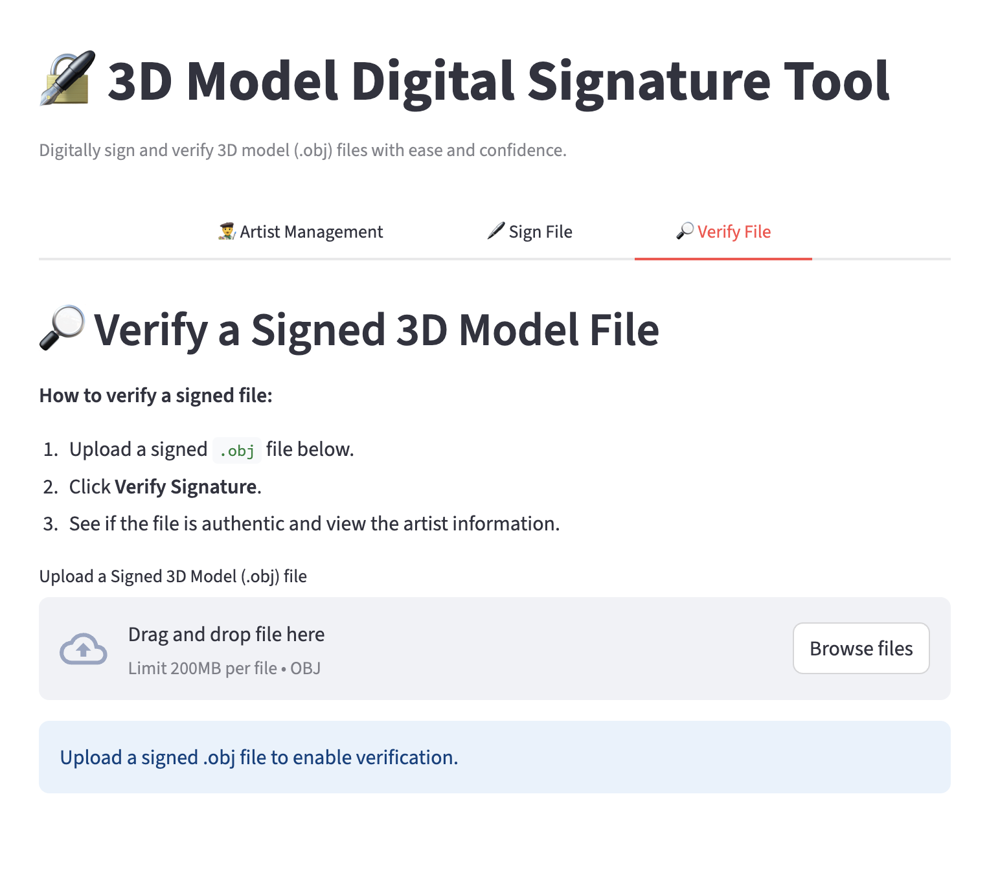 3D Model Digital Signature Tool
Digitally sign and verify 3D model (.obj) files with ease and confidence.
Artist Management
Sign File
Verify File
Verify a Signed 3D Model File
How to verify a signed file:
1. Upload a signed .obj file below.
2. Click Verify Signature.
3. See if the file is authentic and view the artist information.
Upload a Signed 3D Model (.obj) file
Drag and drop file here
Limit 200MB per file • OBJ
Browse files
Upload a signed .obj file to enable verification.